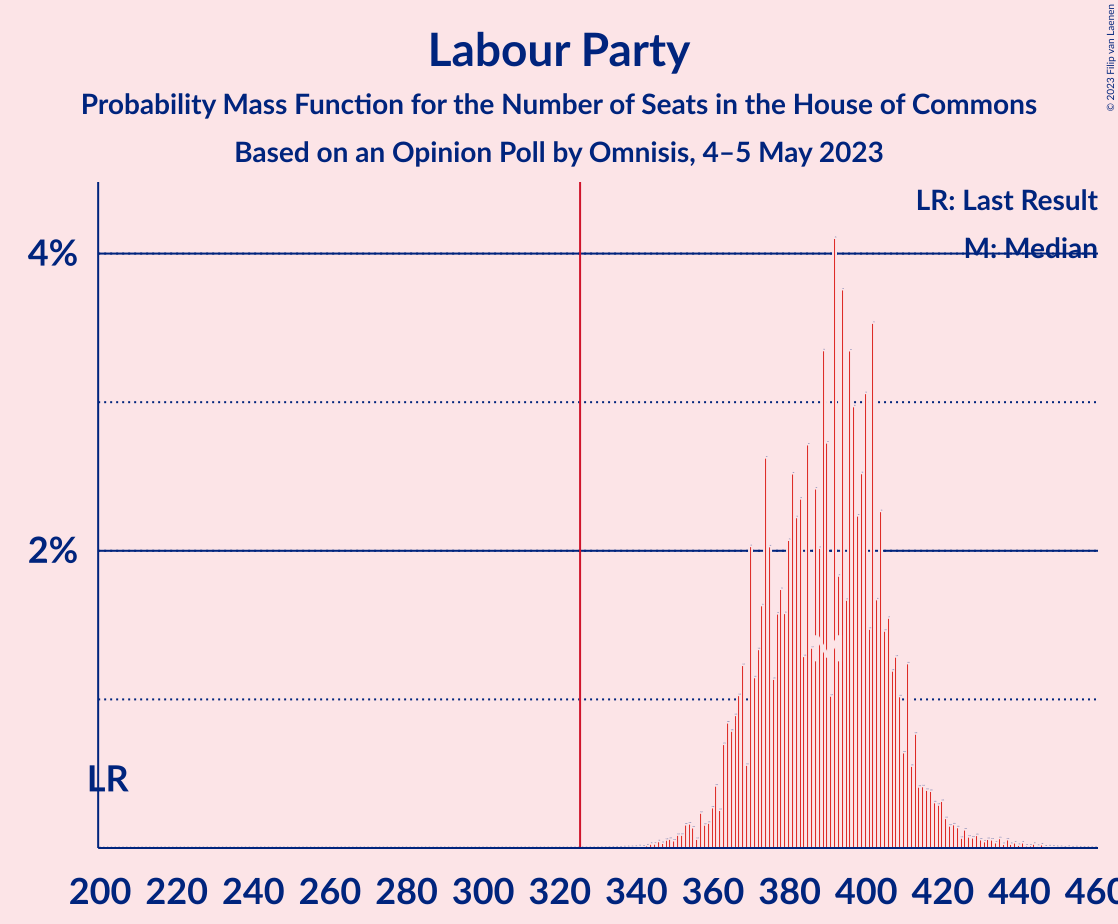 Labour Party
Probability Mass Function for the Number of Seats in the House of Commons
Based on an Opinion Poll by Omnisis, 4–5 May 2023
© 2023 Filip van Laenen
LR: Last Result
M: Median
4%
2%
LR
200 220 240 260 280 300 320 340 360 380 400 420 440 460